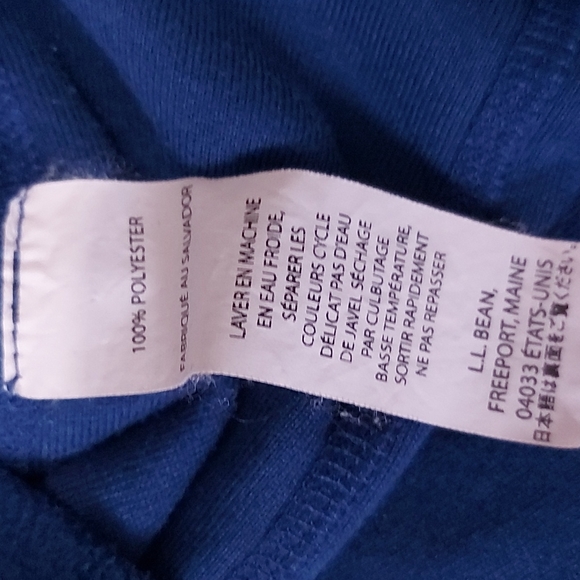 100% POLYESTER
FABRIQUÉ AU SALVADOR
LAVER EN MACHINE
EN EAU FROIDE,
SÉPARER LES
COULEURS CYCLE
DÉLICAT PAS D'EAU
DE JAVEL SÉCHAGE
PAR CULBUTAGE
BASSE TEMPÉRATURE,
SORTIR RAPIDEMENT
NE PAS REPASSER
L.L. BEAN,
FREEPORT, MAINE
04033 ÉTATS-UNIS
日本語は裏面をご覧ください。